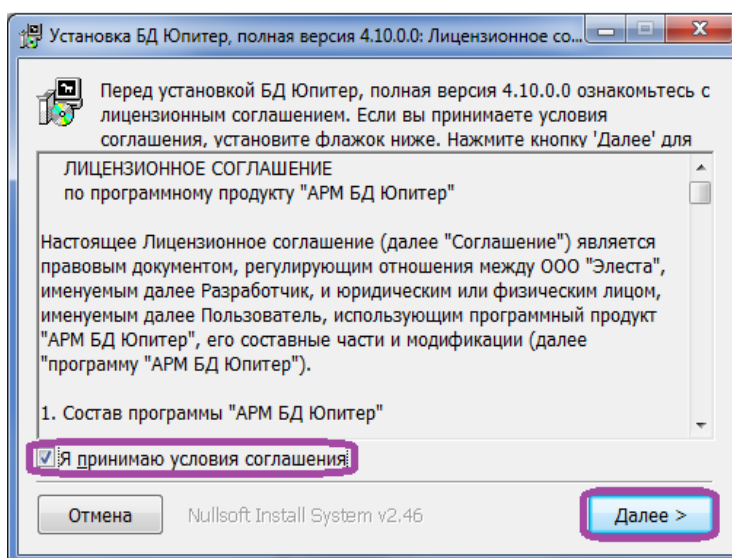 Установка БД Юпитер, полная версия 4.10.0.0: Лицензионное со...
Перед установкой БД Юпитер, полная версия 4.10.0.0 ознакомьтесь с
лицензионным соглашением. Если вы принимаете условия
соглашения, установите флажок ниже. Нажмите кнопку 'Далее' для
ЛИЦЕНЗИОННОЕ СОГЛАШЕНИЕ
по программному продукту "АРМ БД Юпитер"
Настоящее Лицензионное соглашение (далее "Соглашение") является
правовым документом, регулирующим отношения между ООО "Элеста",
именуемым далее Разработчик, и юридическим или физическим лицом,
именуемым далее Пользователь, использующим программный продукт
"АРМ БД Юпитер", его составные части и модификации (далее
"программу "АРМ БД Юпитер").
1. Состав программы "АРМ БД Юпитер"
Я принимаю условия соглашения
Отмена Nullsoft Install System v2.46 Далее >